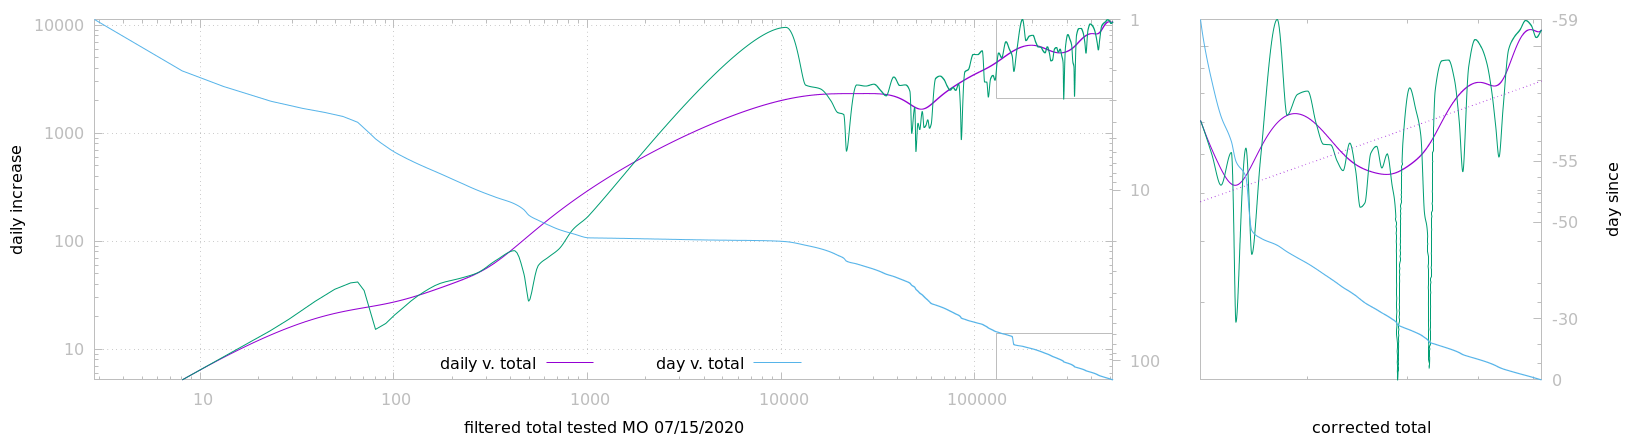 10000
1000
100
10
daily increase
10
100
1000
10000
100000
filtered total tested MO 07/15/2020
daily v. total
day v. total
1
10
100
-59
-55
-50
-30
0
day since
corrected total